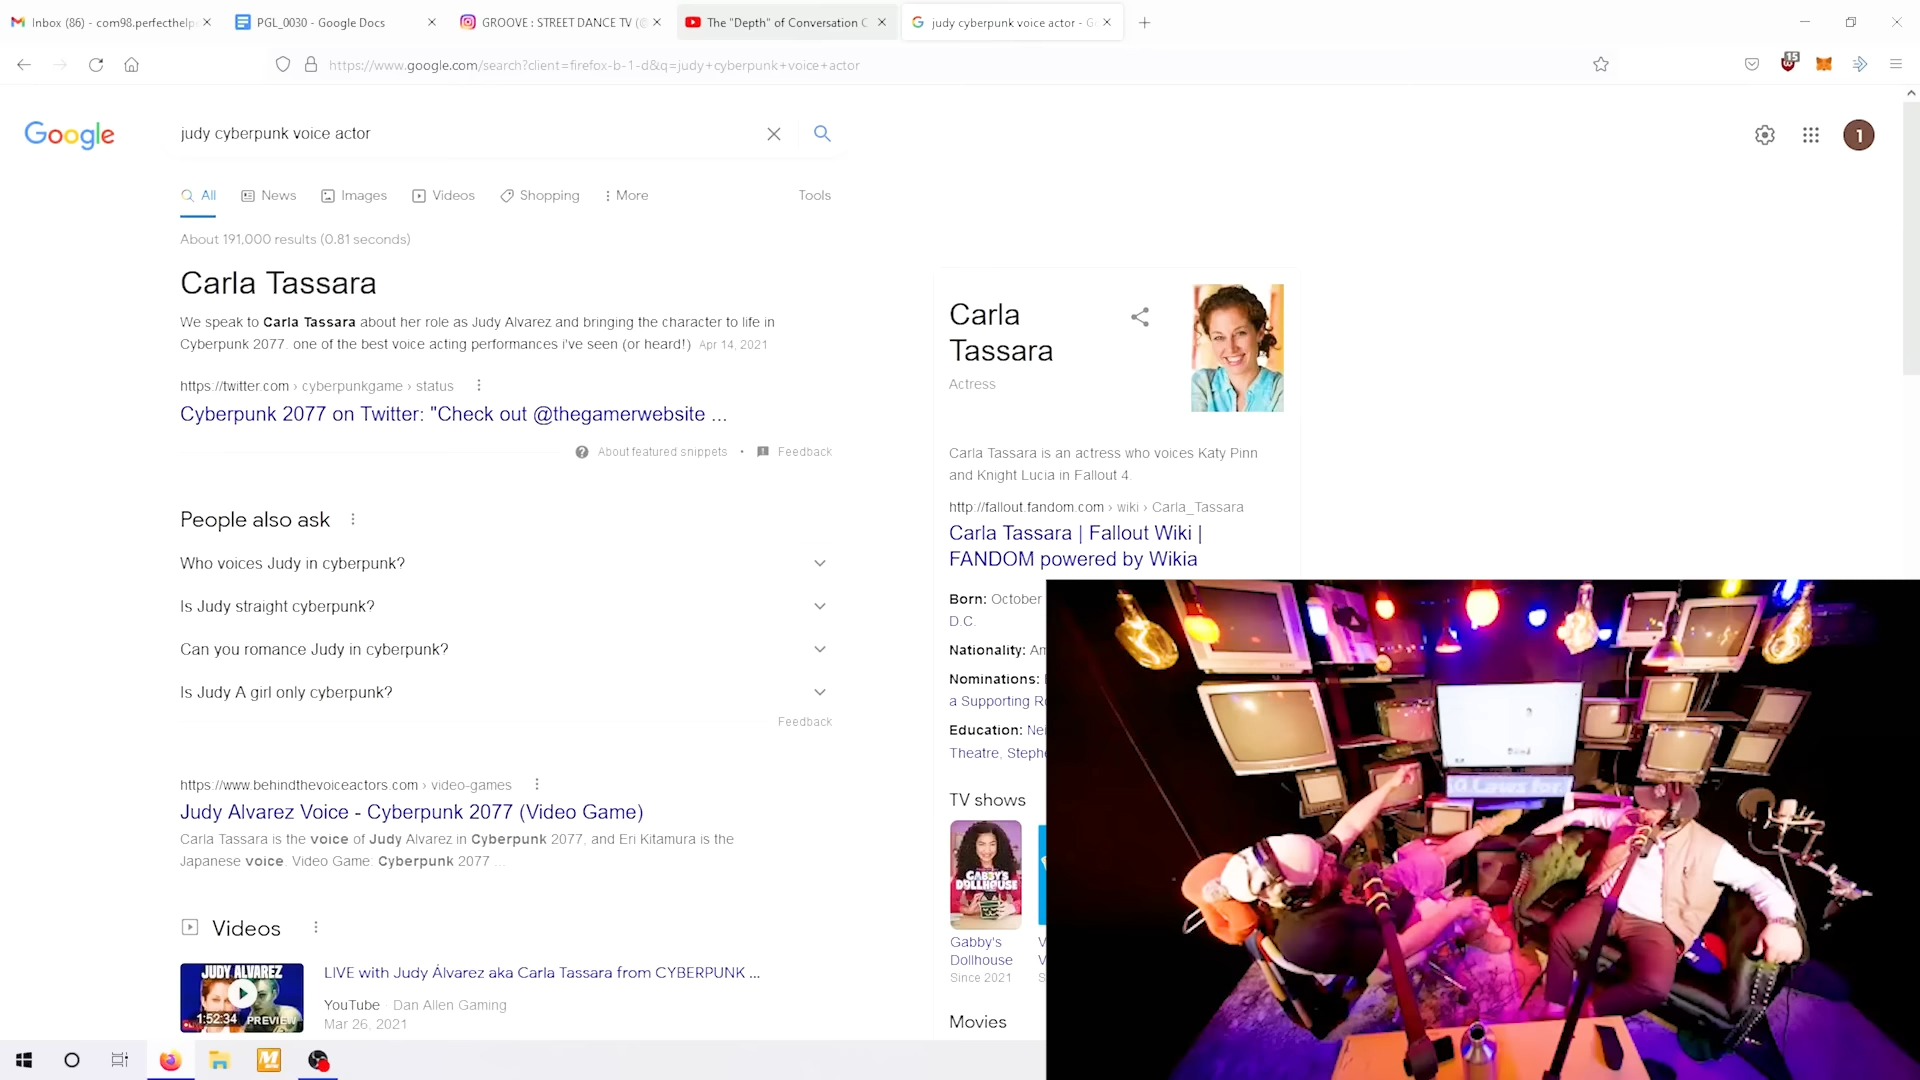 Inbox (86) - com98.perfecthelp
PGL_0030 - Google Docs
GROOVE : STREET DANCE TV (@
The "Depth" of Conversation C
judy cyberpunk voice actor - G
https://www.google.com/search?client=firefox-b-1-d&q=judy+cyberpunk+voice+actor
15
Google
judy cyberpunk voice actor
1
All
News
Images
Videos
Shopping
More
Tools
About 191,000 results (0.81 seconds)
Carla Tassara
We speak to Carla Tassara about her role as Judy Alvarez and bringing the character to life in
Cyberpunk 2077. one of the best voice acting performances i've seen (or heard!) Apr 14, 2021
https://twitter.com › cyberpunkgame › status
Cyberpunk 2077 on Twitter: "Check out @thegamerwebsite ...
About featured snippets • Feedback
People also ask
Who voices Judy in cyberpunk?
Is Judy straight cyberpunk?
Can you romance Judy in cyberpunk?
Is Judy A girl only cyberpunk?
Feedback
https://www.behindthevoiceactors.com › video-games
Judy Alvarez Voice - Cyberpunk 2077 (Video Game)
Carla Tassara is the voice of Judy Alvarez in Cyberpunk 2077, and Eri Kitamura is the
Japanese voice. Video Game: Cyberpunk 2077 ...
Videos
JUDY ALVAREZ
1:52:34 PREVIEW
LIVE with Judy Álvarez aka Carla Tassara from CYBERPUNK ...
YouTube · Dan Allen Gaming
Mar 26, 2021
Carla
Tassara
Actress
Carla Tassara is an actress who voices Katy Pinn
and Knight Lucia in Fallout 4.
http://fallout.fandom.com › wiki › Carla_Tassara
Carla Tassara | Fallout Wiki |
FANDOM powered by Wikia
Born: October
D.C.
Nationality: Am
Nominations:
a Supporting R
Education: Nei
Theatre, Steph
TV shows
GABBY'S
DOLLHOUSE
Gabby's
Dollhouse
Since 2021
Movies